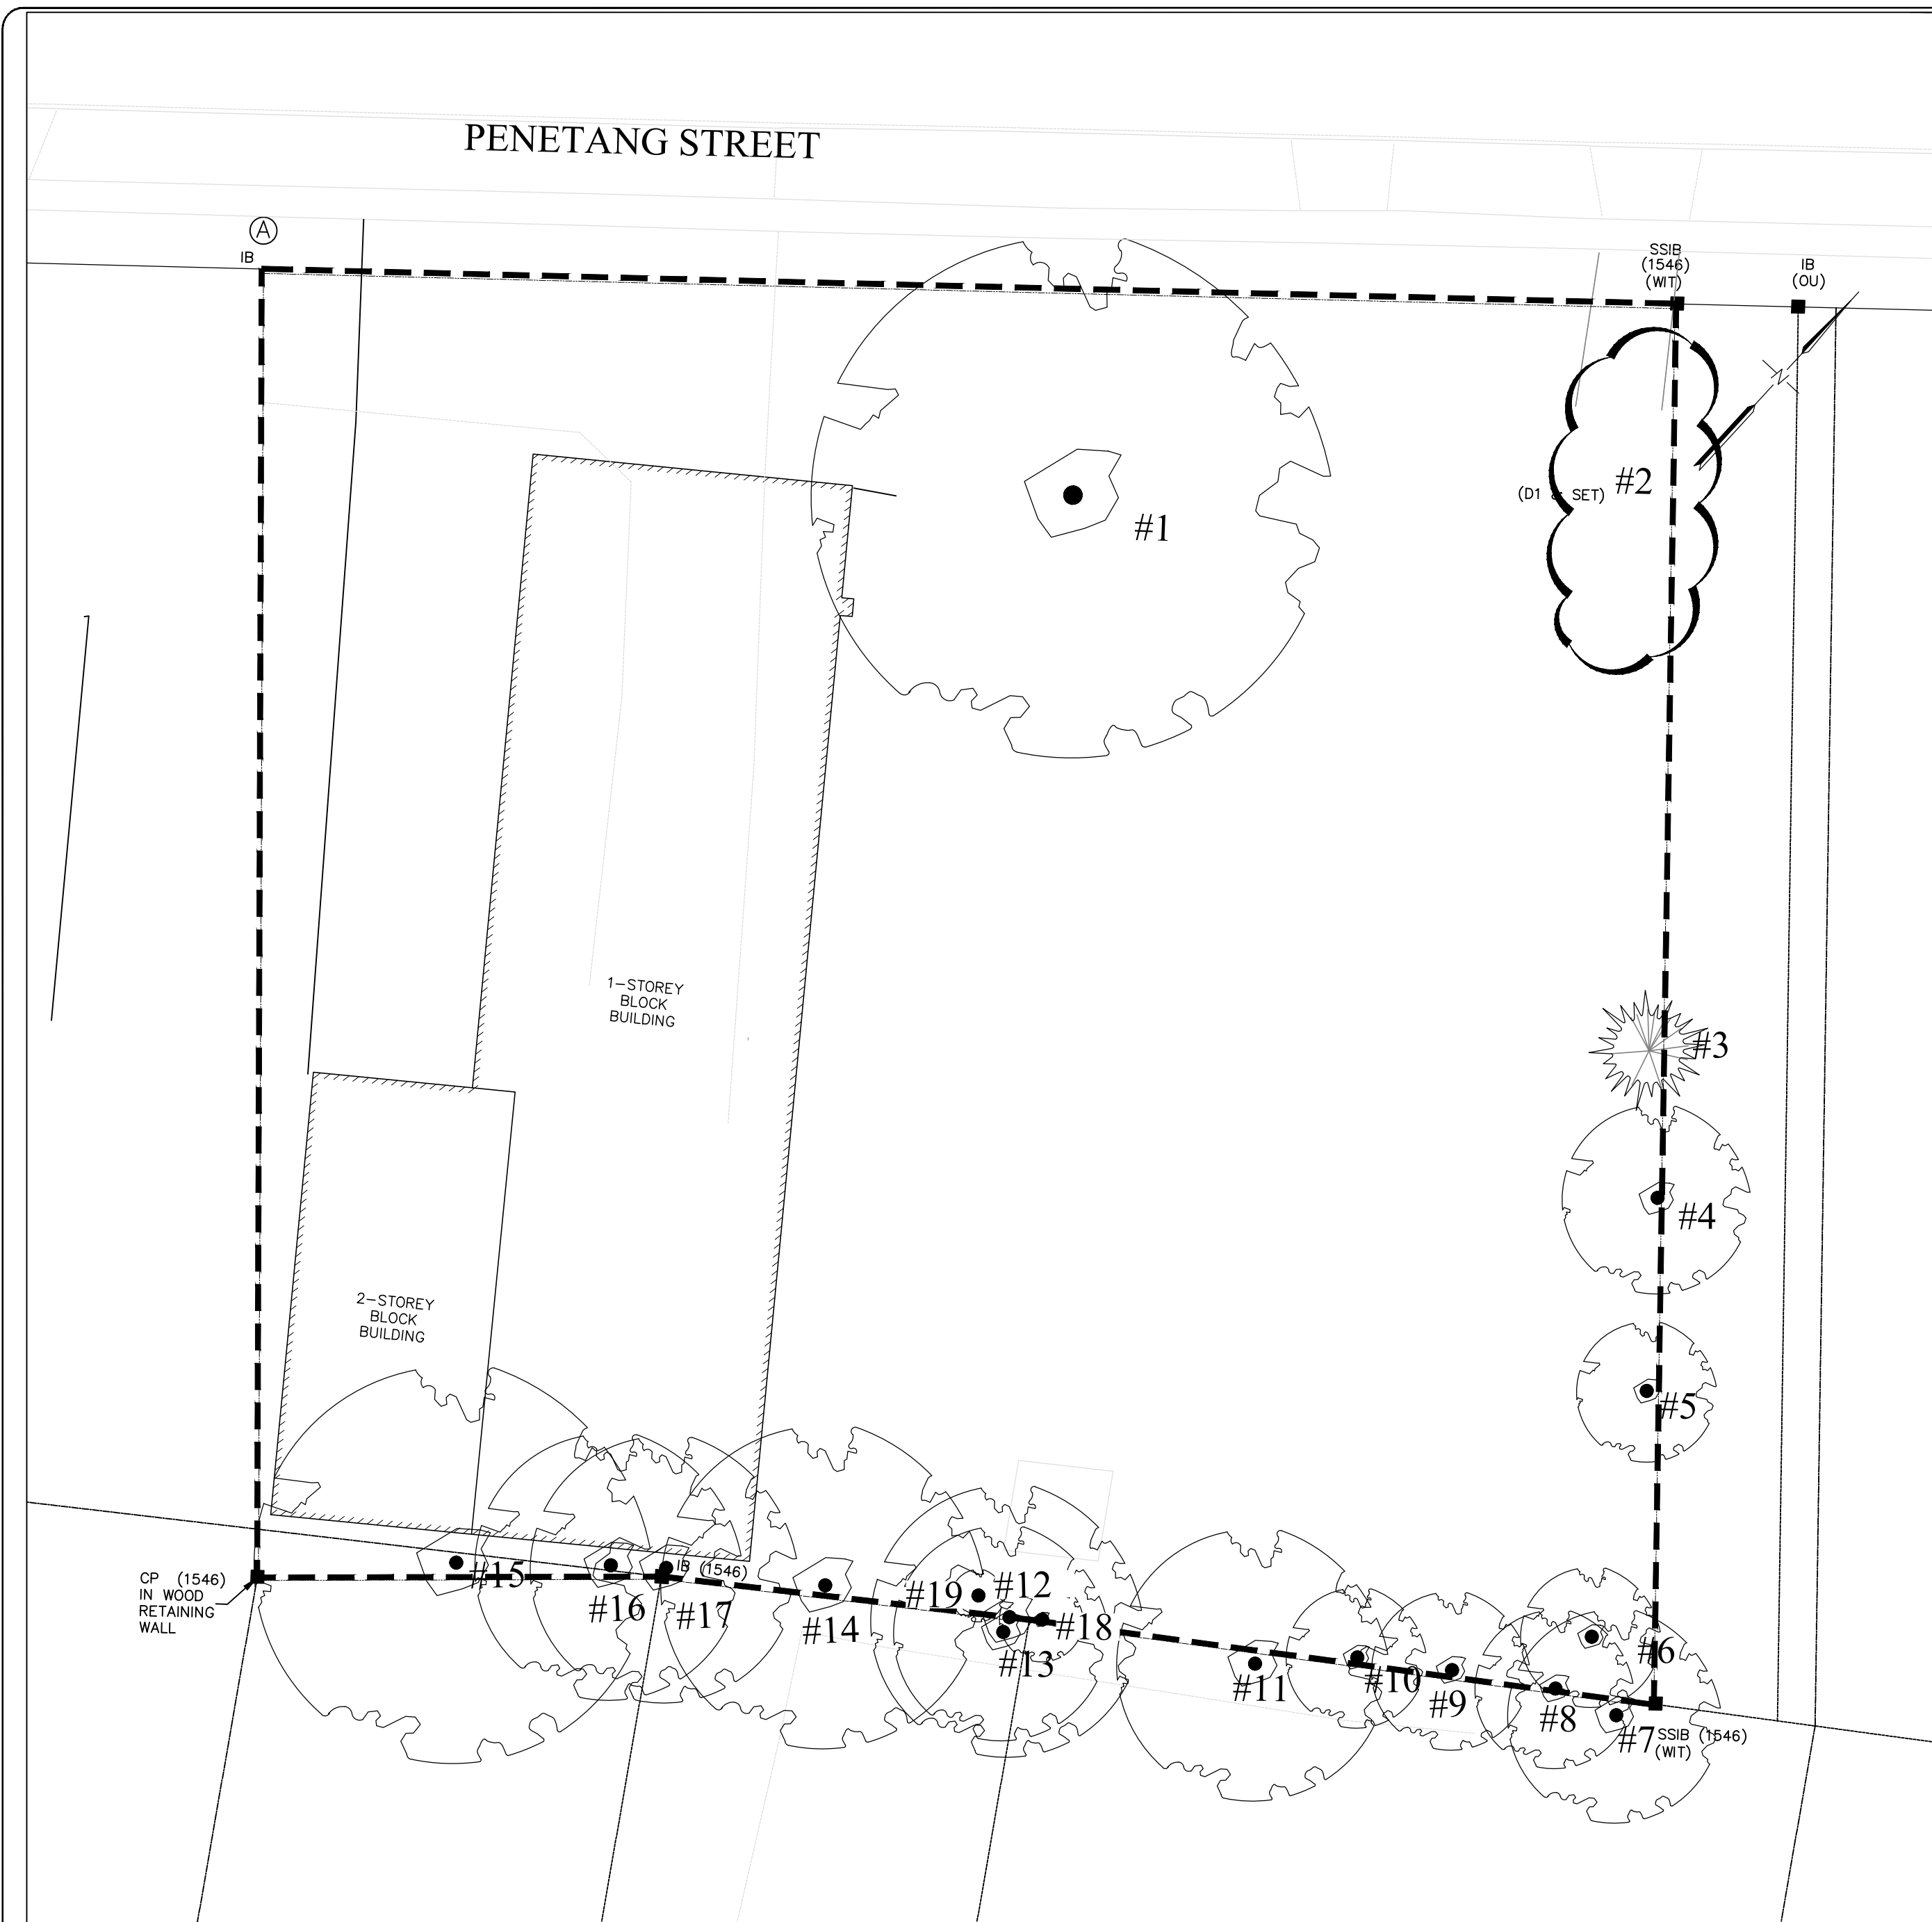 PENETANG STREET
A
IB
SSIB
(1546)
(WIT)
IB
(OU)
N
#2
(D1 & SET)
#1
1-STOREY
BLOCK
BUILDING
#3
#4
2-STOREY
BLOCK
BUILDING
#5
CP (1546)
IN WOOD
RETAINING
WALL
#15
#16
IB (1546)
#17
#14
#19
#12
#18
#13
#11
#10
#9
#8
#6
#7
SSIB (1546)
(WIT)